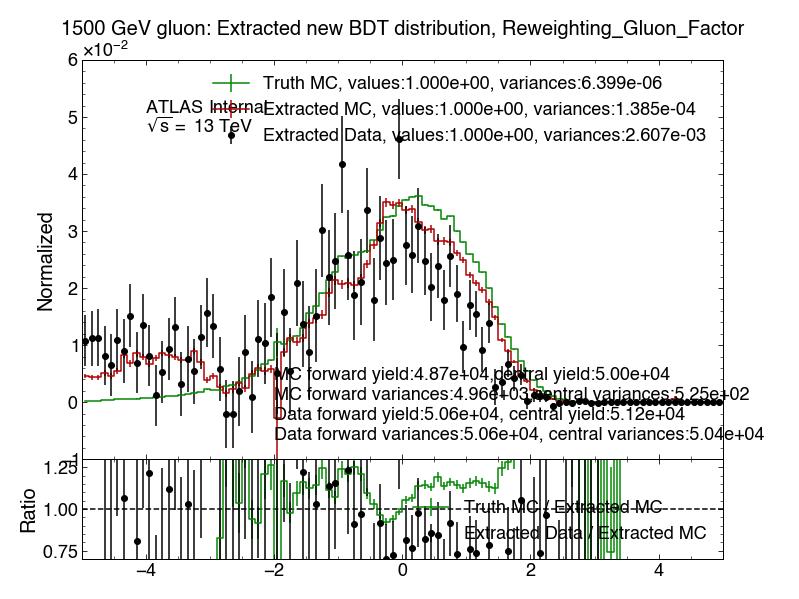 1500 GeV gluon: Extracted new BDT distribution, Reweighting_Gluon_Factor
×10⁻²
6
5
4
3
2
1
0
1
Normalized
Truth MC, values:1.000e+00, variances:6.399e-06
ATLAS Internal
Extracted MC, values:1.000e+00, variances:1.385e-04
√s = 13 TeV
Extracted Data, values:1.000e+00, variances:2.607e-03
MC forward yield:4.87e+04, central yield:5.00e+04
MC forward variances:4.96e+03, central variances:5.25e+02
Data forward yield:5.06e+04, central yield:5.12e+04
Data forward variances:5.06e+04, central variances:5.04e+04
1.25
1.00
0.75
Ratio
Truth MC / Extracted MC
Extracted Data / Extracted MC
−4 −2 0 2 4